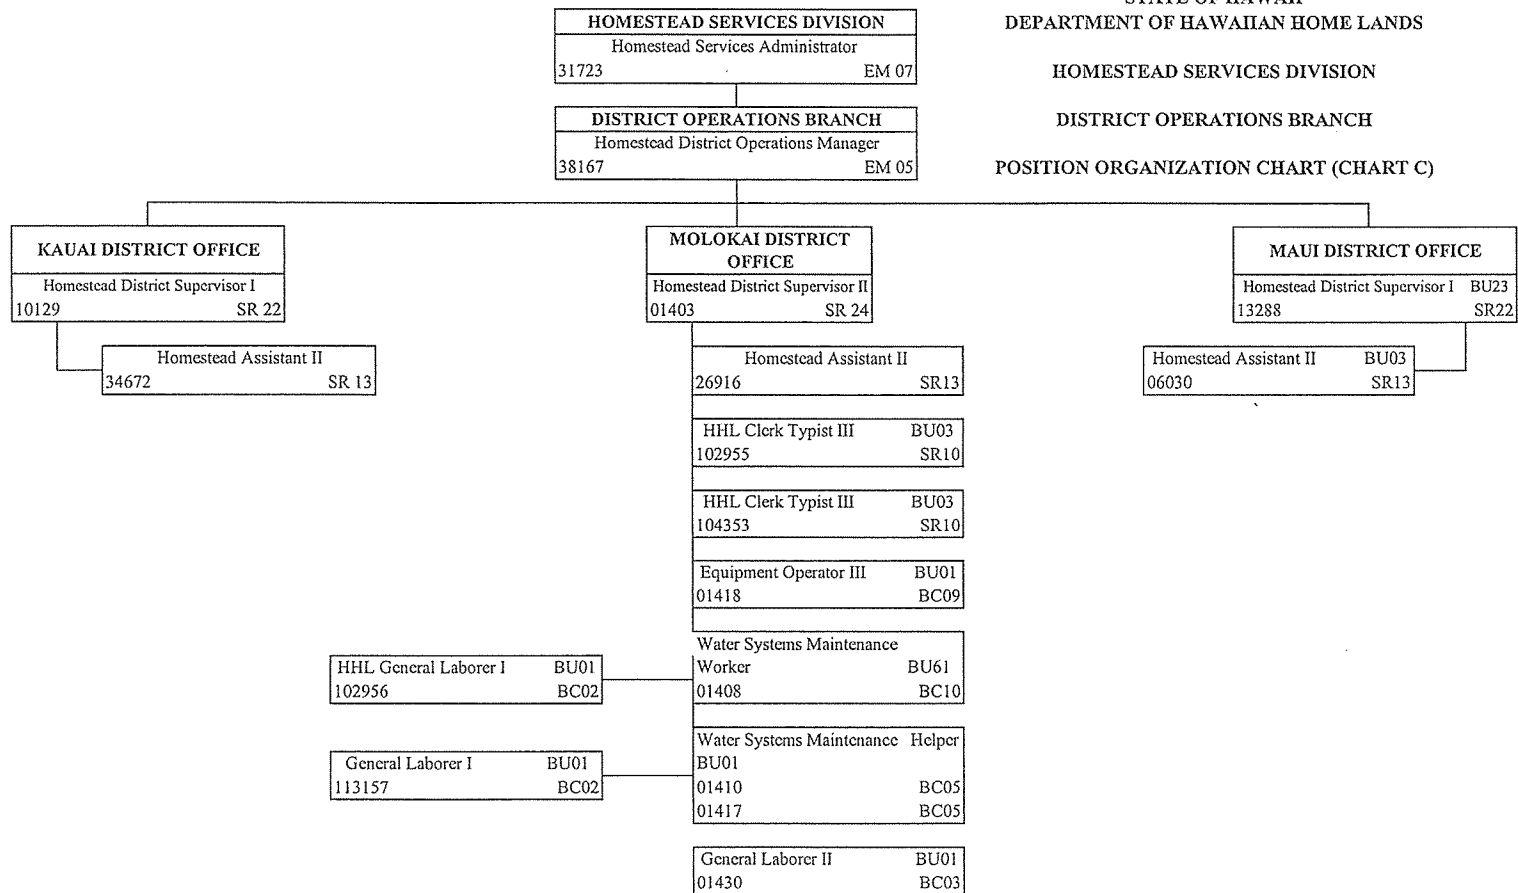 STATE OF HAWAII
DEPARTMENT OF HAWAIIAN HOME LANDS
HOMESTEAD SERVICES DIVISION
DISTRICT OPERATIONS BRANCH
POSITION ORGANIZATION CHART (CHART C)
HOMESTEAD SERVICES DIVISION
Homestead Services Administrator
31723 EM 07
DISTRICT OPERATIONS BRANCH
Homestead District Operations Manager
38167 EM 05
KAUAI DISTRICT OFFICE
Homestead District Supervisor I
10129 SR 22
Homestead Assistant II
34672 SR 13
MOLOKAI DISTRICT
OFFICE
Homestead District Supervisor II
01403 SR 24
Homestead Assistant II
26916 SR13
HHL Clerk Typist III BU03
102955 SR10
HHL Clerk Typist III BU03
104353 SR10
Equipment Operator III BU01
01418 BC09
Water Systems Maintenance
Worker BU61
01408 BC10
HHL General Laborer I BU01
102956 BC02
Water Systems Maintenance Helper
BU01
01410 BC05
01417 BC05
General Laborer I BU01
113157 BC02
General Laborer II BU01
01430 BC03
MAUI DISTRICT OFFICE
Homestead District Supervisor I BU23
13288 SR22
Homestead Assistant II BU03
06030 SR13